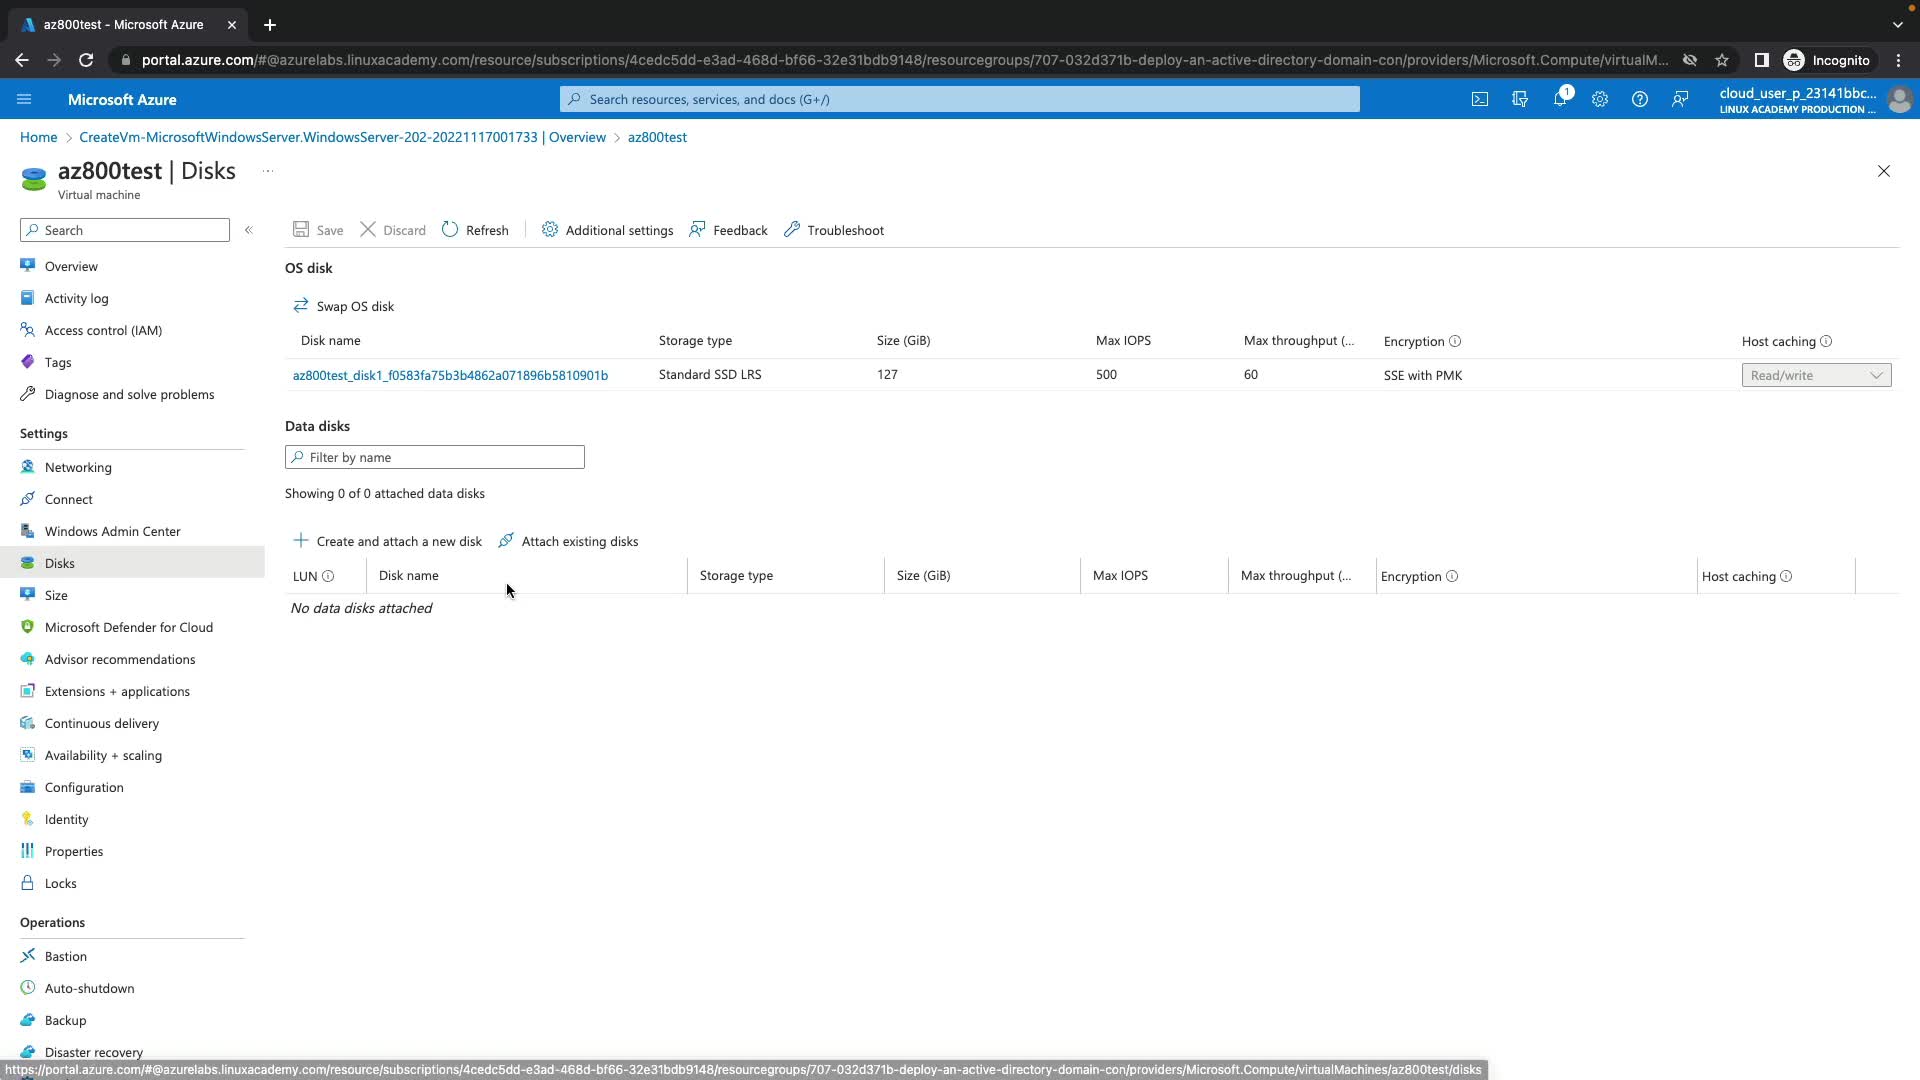 az800test - Microsoft Azure
portal.azure.com/#@azurelabs.linuxacademy.com/resource/subscriptions/4cedc5dd-e3ad-468d-bf66-32e31bdb9148/resourcegroups/707-032d371b-deploy-an-active-directory-domain-con/providers/Microsoft.Compute/virtualM...
Incognito
Microsoft Azure
Search resources, services, and docs (G+/)
1
cloud_user_p_23141bbc...
LINUX ACADEMY PRODUCTION ...
Home > CreateVm-MicrosoftWindowsServer.WindowsServer-202-20221117001733 | Overview > az800test
az800test | Disks ...
Virtual machine
Search
«
Overview
Activity log
Access control (IAM)
Tags
Diagnose and solve problems
Settings
Networking
Connect
Windows Admin Center
Disks
Size
Microsoft Defender for Cloud
Advisor recommendations
Extensions + applications
Continuous delivery
Availability + scaling
Configuration
Identity
Properties
Locks
Operations
Bastion
Auto-shutdown
Backup
Disaster recovery
Save Discard Refresh Additional settings Feedback Troubleshoot
OS disk
Swap OS disk
Disk name Storage type Size (GiB) Max IOPS Max throughput (... Encryption Host caching
az800test_disk1_f0583fa75b3b4862a071896b5810901b Standard SSD LRS 127 500 60 SSE with PMK Read/write
Data disks
Filter by name
Showing 0 of 0 attached data disks
Create and attach a new disk Attach existing disks
LUN Disk name Storage type Size (GiB) Max IOPS Max throughput (... Encryption Host caching
No data disks attached
https://portal.azure.com/#@azurelabs.linuxacademy.com/resource/subscriptions/4cedc5dd-e3ad-468d-bf66-32e31bdb9148/resourcegroups/707-032d371b-deploy-an-active-directory-domain-con/providers/Microsoft.Compute/virtualMachines/az800test/disks